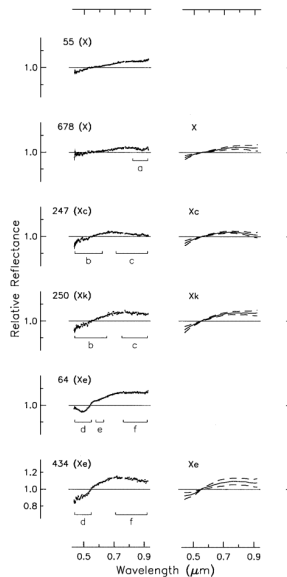 55 (X)
1.0
678 (X)
X
1.0
a
247 (Xc)
Xc
1.0
b c
250 (Xk)
Xk
1.0
b c
64 (Xe)
1.0
d e f
434 (Xe)
Xe
1.2
1.0
0.8
d f
0.5 0.7 0.9 0.5 0.7 0.9
Wavelength (μm)
Relative Reflectance